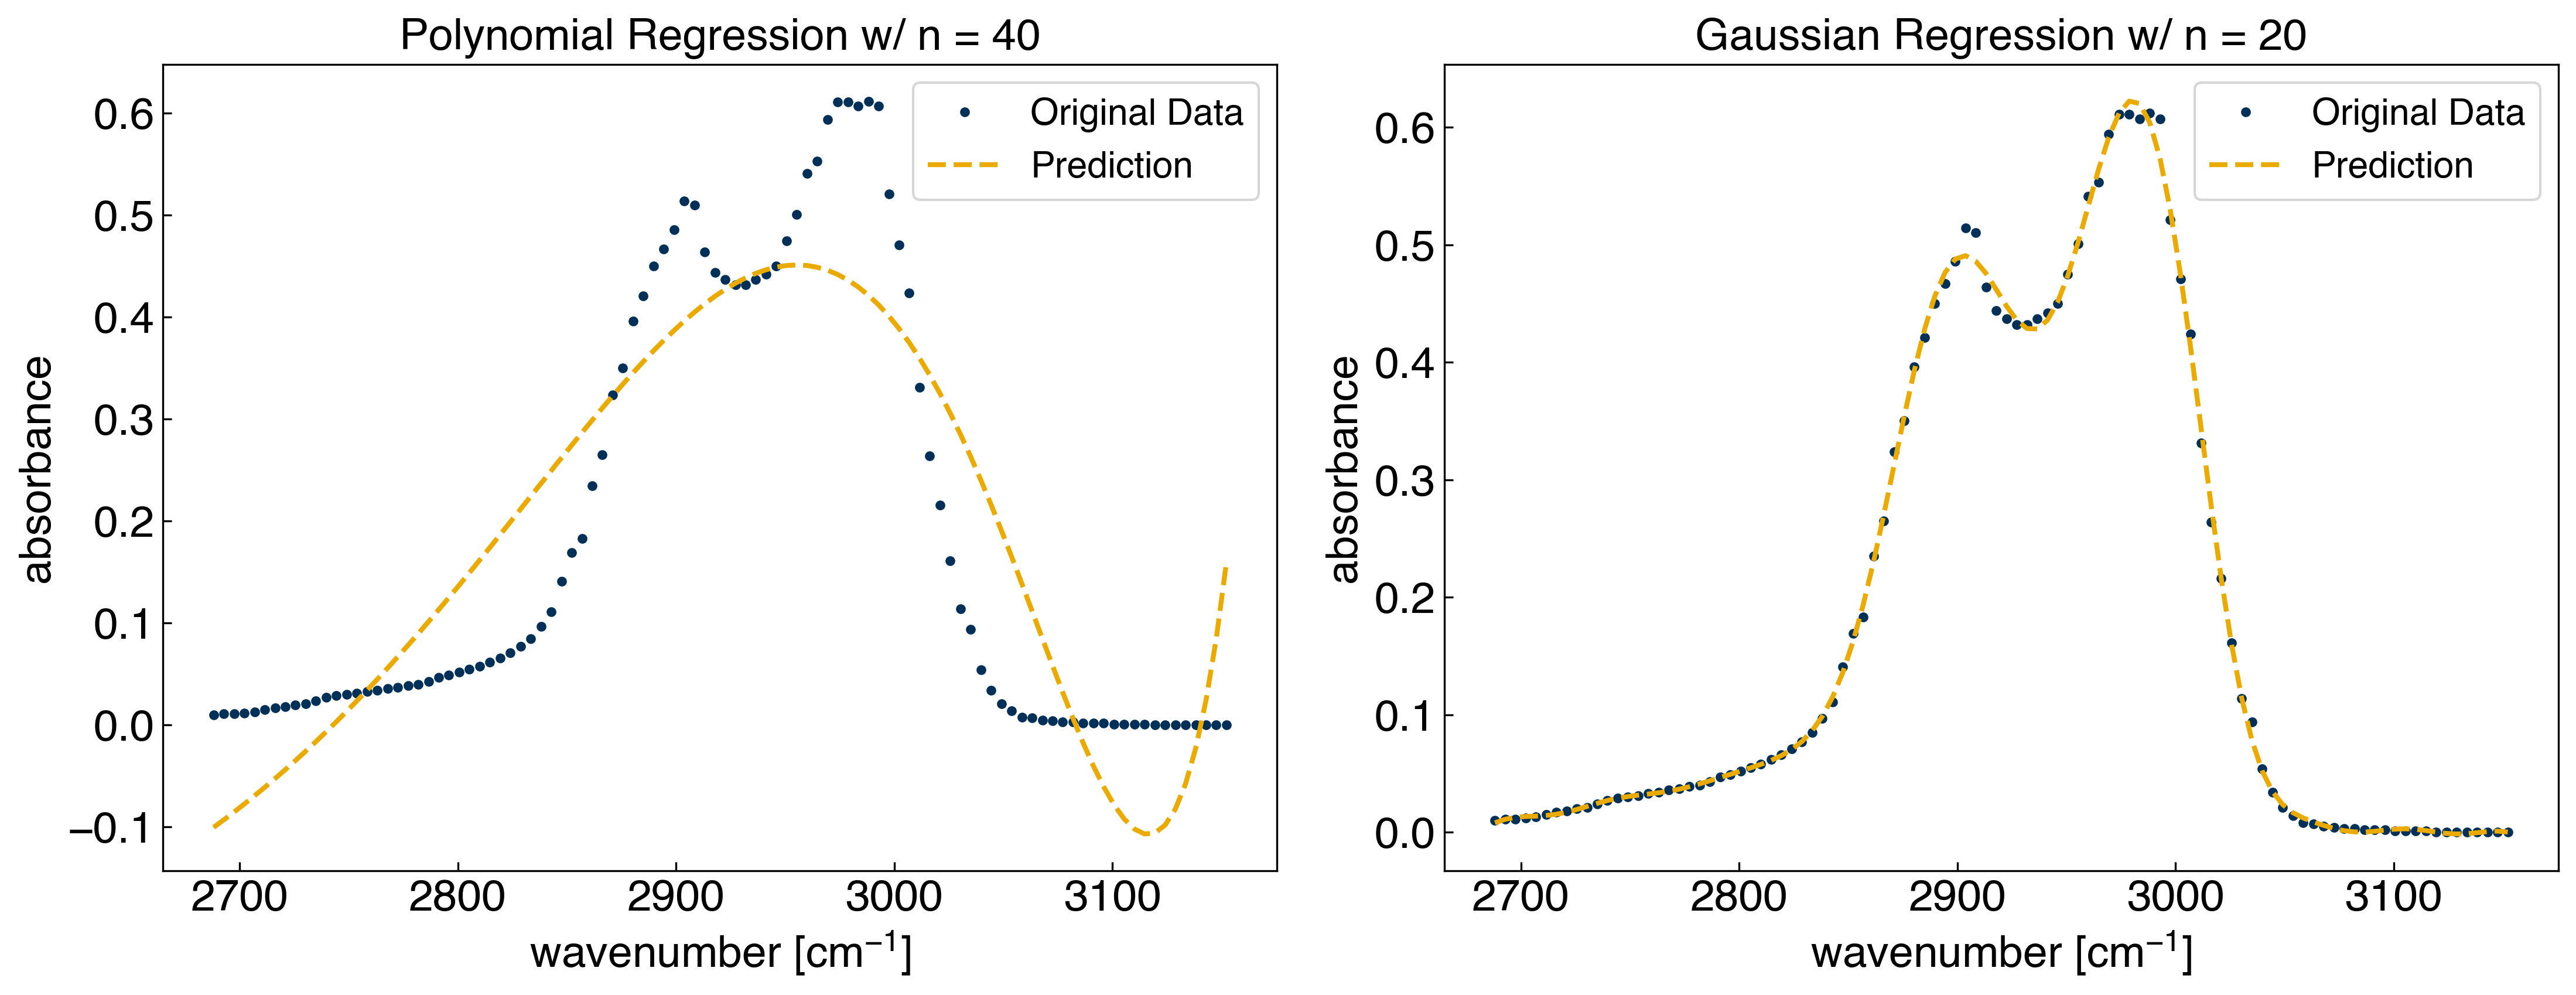 Polynomial Regression w/ n = 40
0.6
0.5
0.4
0.3
0.2
0.1
0.0
−0.1
absorbance
Original Data
Prediction
2700 2800 2900 3000 3100
wavenumber [cm⁻¹]
Gaussian Regression w/ n = 20
0.6
0.5
0.4
0.3
0.2
0.1
0.0
absorbance
Original Data
Prediction
2700 2800 2900 3000 3100
wavenumber [cm⁻¹]